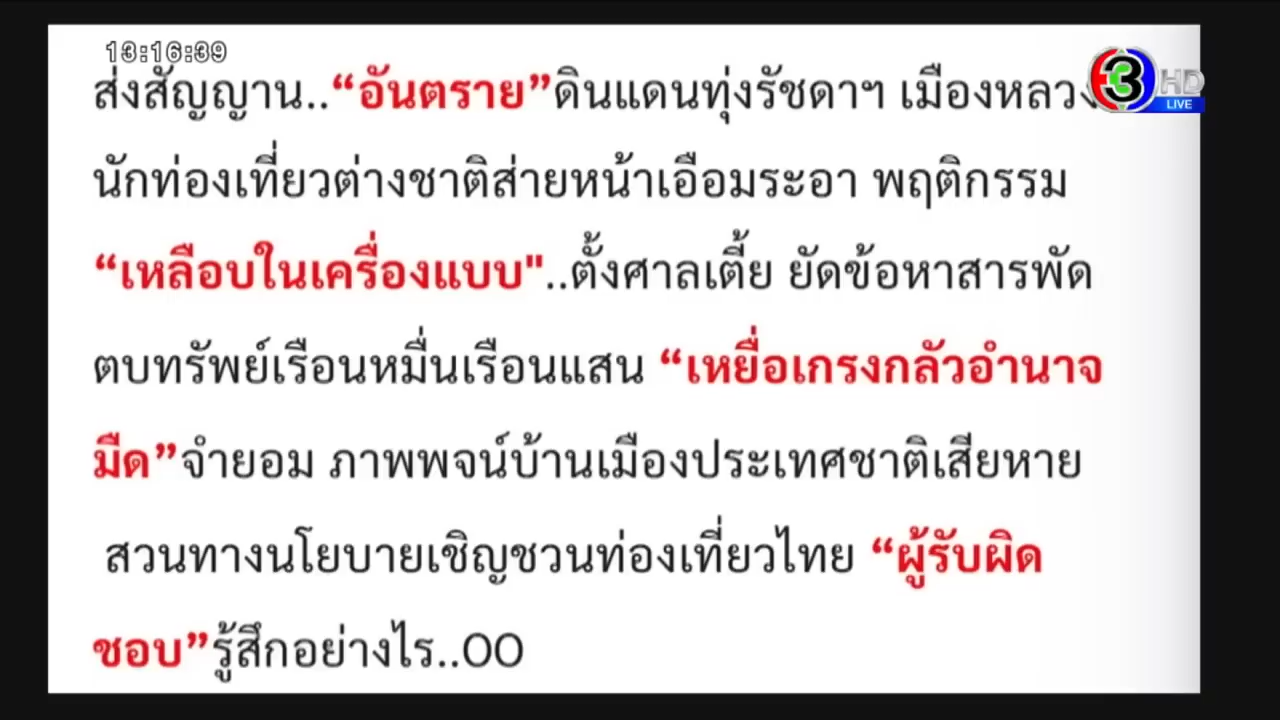 13:16:39
3 HD
LIVE
ส่งสัญญาน..“อันตราย”ดินแดนทุ่งรัชดาฯ เมืองหลวง
นักท่องเที่ยวต่างชาติส่ายหน้าเอือมระอา พฤติกรรม
“เหลือบในเครื่องแบบ"..ตั้งศาลเตี้ย ยัดข้อหาสารพัด
ตบทรัพย์เรือนหมื่นเรือนแสน “เหยื่อเกรงกลัวอำนาจ
มืด”จำยอม ภาพพจน์บ้านเมืองประเทศชาติเสียหาย
สวนทางนโยบายเชิญชวนท่องเที่ยวไทย “ผู้รับผิด
ชอบ”รู้สึกอย่างไร..OO